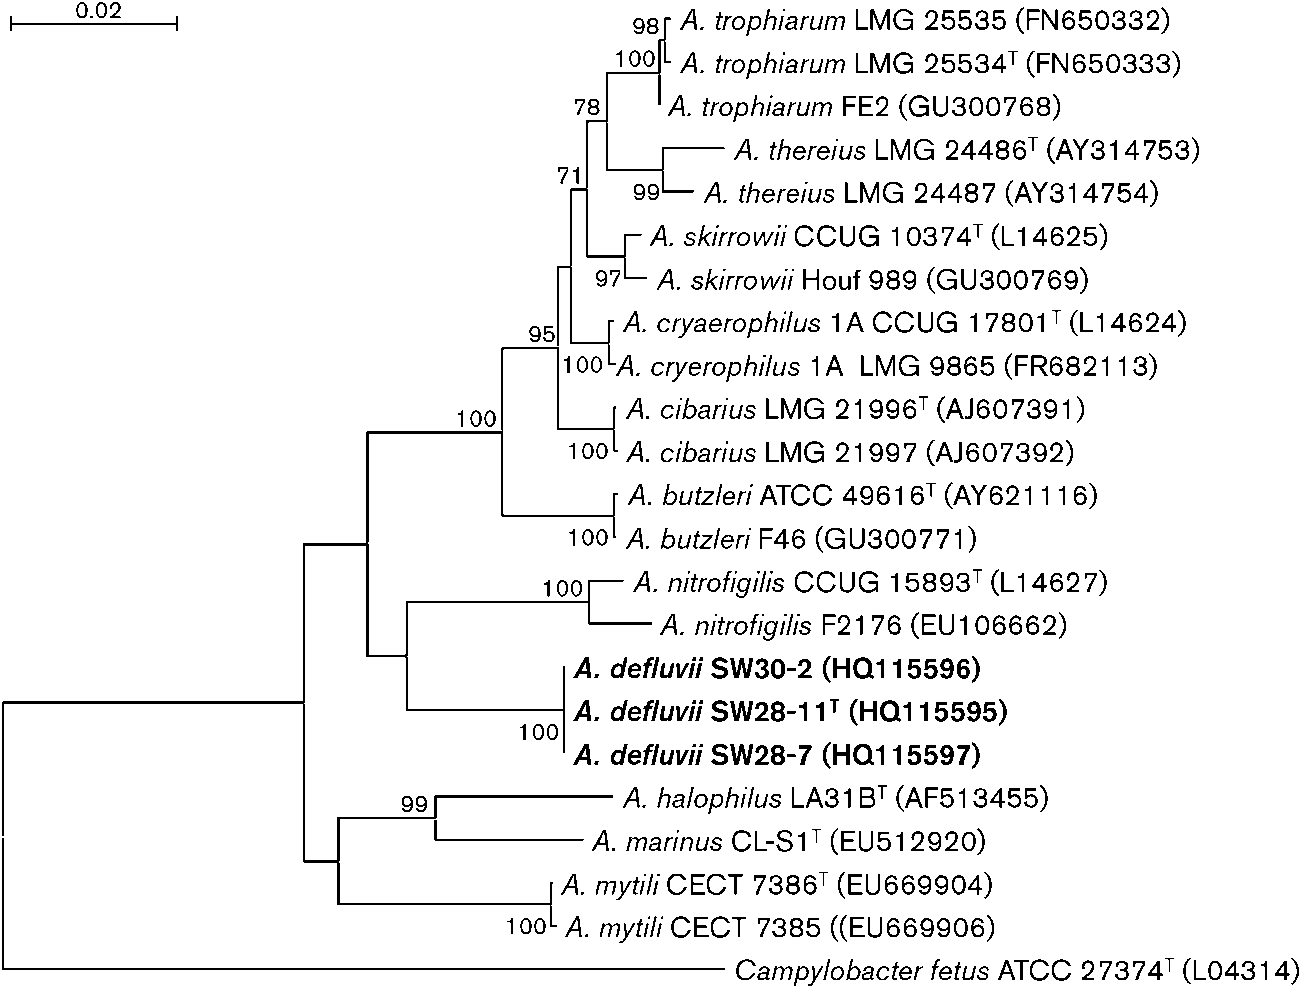 0.02
98
A. trophiarum LMG 25535 (FN650332)
100
A. trophiarum LMG 25534ᵀ (FN650333)
78
A. trophiarum FE2 (GU300768)
A. thereius LMG 24486ᵀ (AY314753)
71
99
A. thereius LMG 24487 (AY314754)
A. skirrowii CCUG 10374ᵀ (L14625)
97
A. skirrowii Houf 989 (GU300769)
A. cryaerophilus 1A CCUG 17801ᵀ (L14624)
95
100
A. cryerophilus 1A LMG 9865 (FR682113)
A. cibarius LMG 21996ᵀ (AJ607391)
100
100
A. cibarius LMG 21997 (AJ607392)
A. butzleri ATCC 49616ᵀ (AY621116)
100
A. butzleri F46 (GU300771)
100
A. nitrofigilis CCUG 15893ᵀ (L14627)
A. nitrofigilis F2176 (EU106662)
A. defluvii SW30-2 (HQ115596)
A. defluvii SW28-11ᵀ (HQ115595)
100
A. defluvii SW28-7 (HQ115597)
99
A. halophilus LA31Bᵀ (AF513455)
A. marinus CL-S1ᵀ (EU512920)
A. mytili CECT 7386ᵀ (EU669904)
100
A. mytili CECT 7385 ((EU669906)
Campylobacter fetus ATCC 27374ᵀ (L04314)